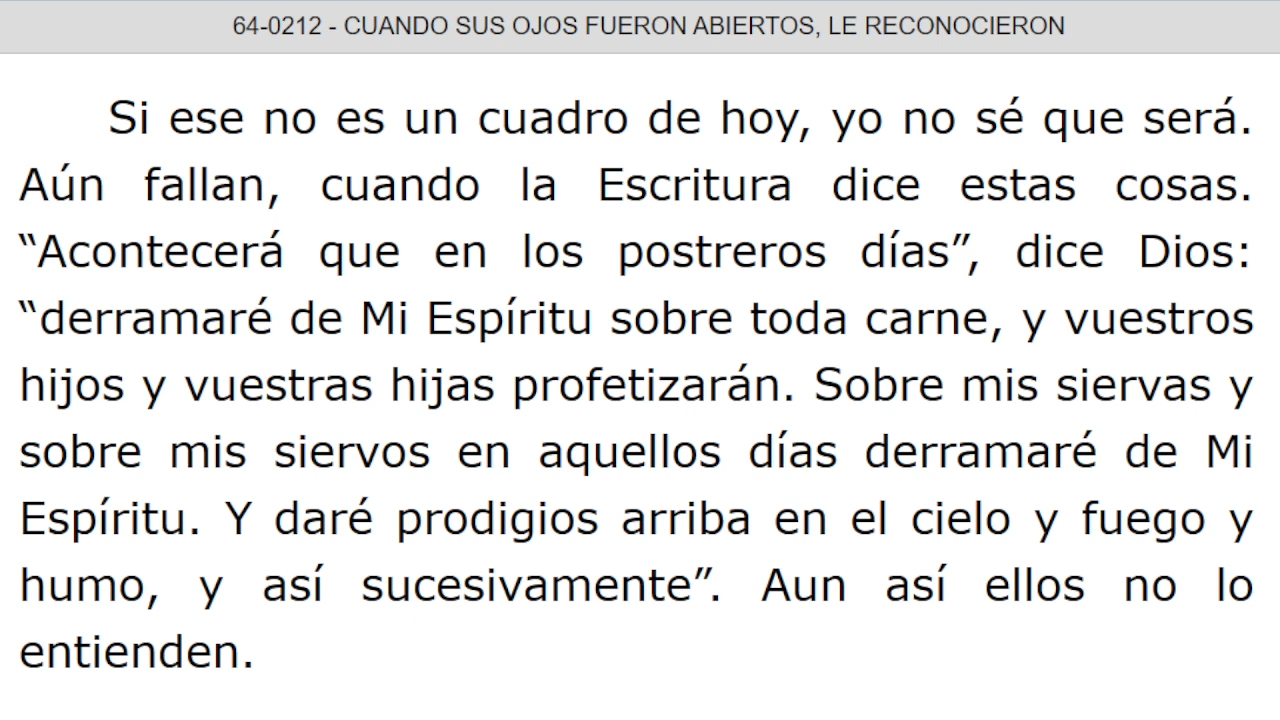 64-0212 - CUANDO SUS OJOS FUERON ABIERTOS, LE RECONOCIERON
Si ese no es un cuadro de hoy, yo no sé que será.
Aún fallan, cuando la Escritura dice estas cosas.
“Acontecerá que en los postreros días”, dice Dios:
“derramaré de Mi Espíritu sobre toda carne, y vuestros
hijos y vuestras hijas profetizarán. Sobre mis siervas y
sobre mis siervos en aquellos días derramaré de Mi
Espíritu. Y daré prodigios arriba en el cielo y fuego y
humo, y así sucesivamente”. Aun así ellos no lo
entienden.